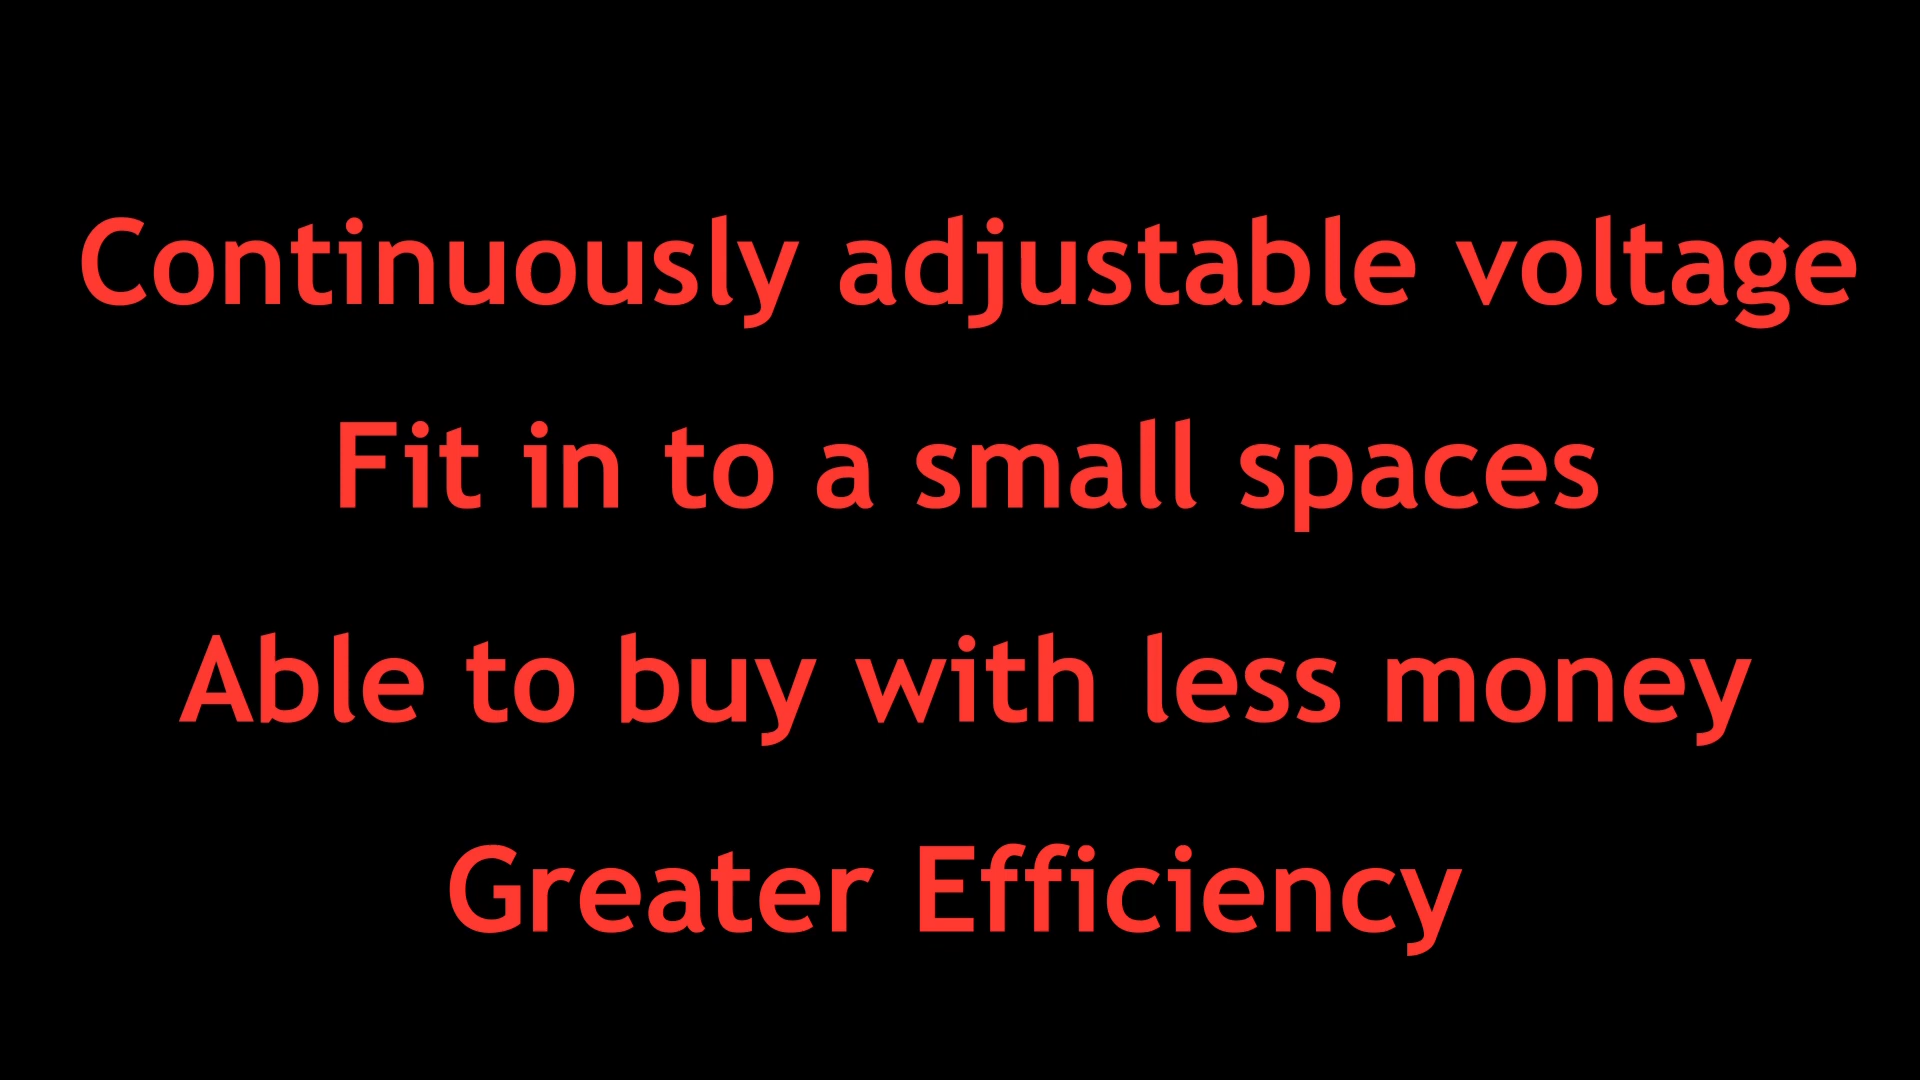 Continuously adjustable voltage
Fit in to a small spaces
Able to buy with less money
Greater Efficiency